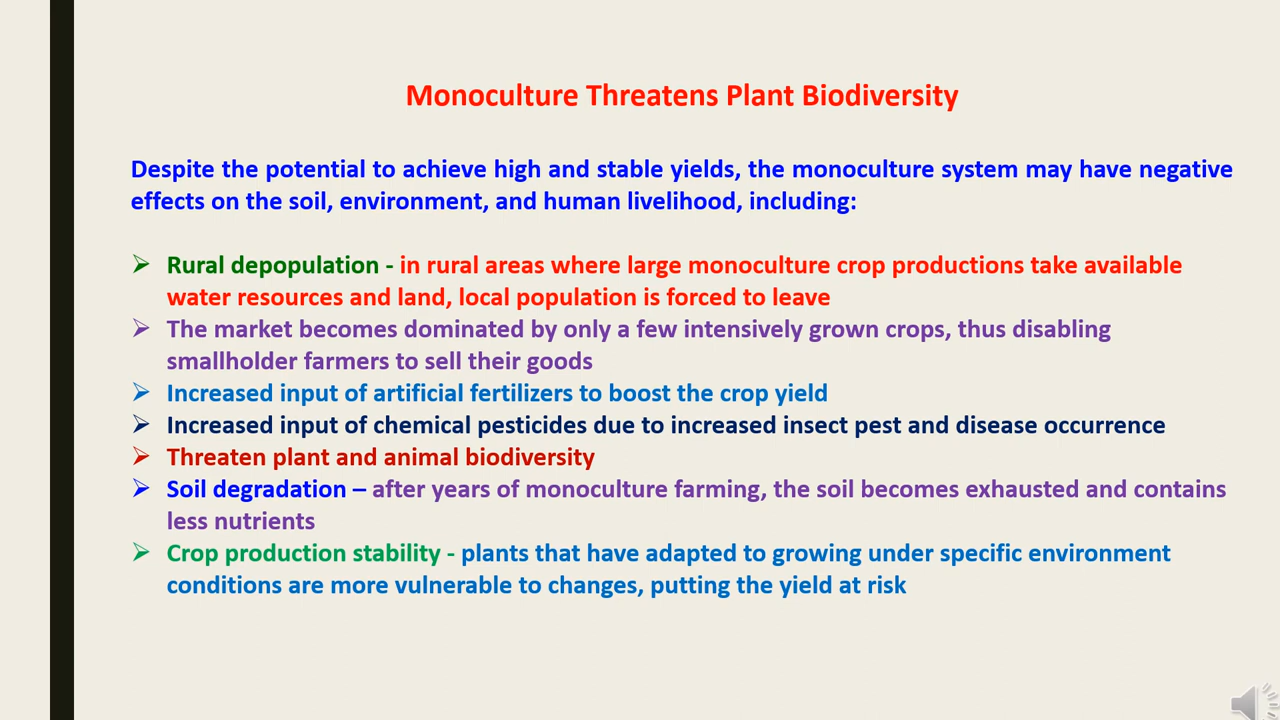 Monoculture Threatens Plant Biodiversity
Despite the potential to achieve high and stable yields, the monoculture system may have negative
effects on the soil, environment, and human livelihood, including:
➢ Rural depopulation - in rural areas where large monoculture crop productions take available
water resources and land, local population is forced to leave
➢ The market becomes dominated by only a few intensively grown crops, thus disabling
smallholder farmers to sell their goods
➢ Increased input of artificial fertilizers to boost the crop yield
➢ Increased input of chemical pesticides due to increased insect pest and disease occurrence
➢ Threaten plant and animal biodiversity
➢ Soil degradation – after years of monoculture farming, the soil becomes exhausted and contains
less nutrients
➢ Crop production stability - plants that have adapted to growing under specific environment
conditions are more vulnerable to changes, putting the yield at risk